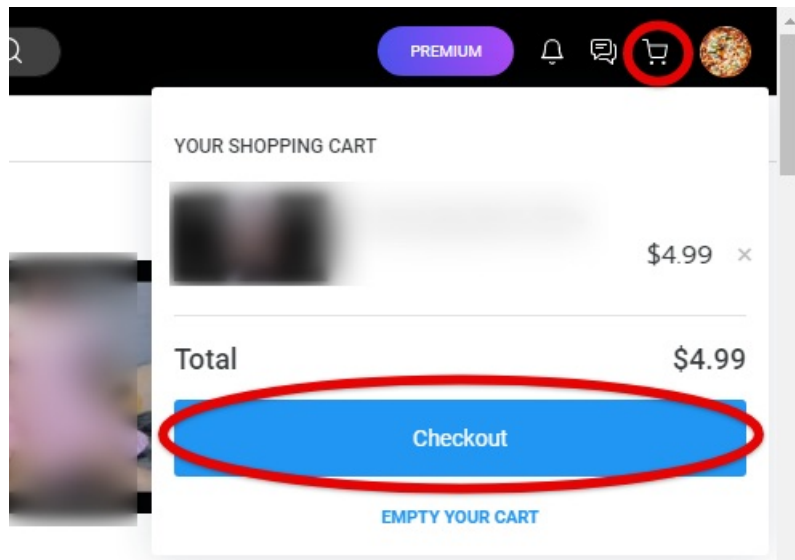 PREMIUM
YOUR SHOPPING CART
$4.99 ×
Total $4.99
Checkout
EMPTY YOUR CART